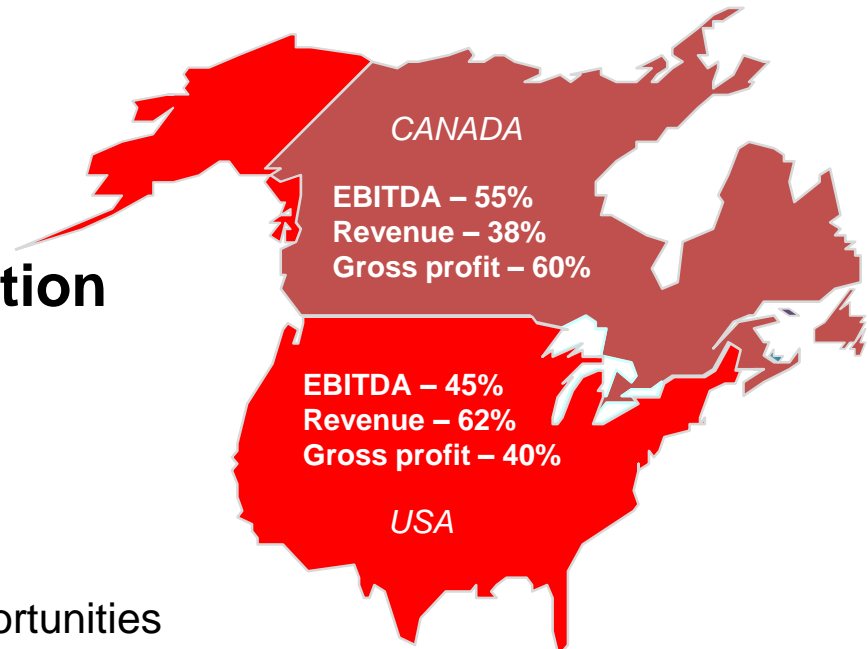 CANADA
EBITDA – 55%
Revenue – 38%
Gross profit – 60%
tion
EBITDA – 45%
Revenue – 62%
Gross profit – 40%
USA
ortunities